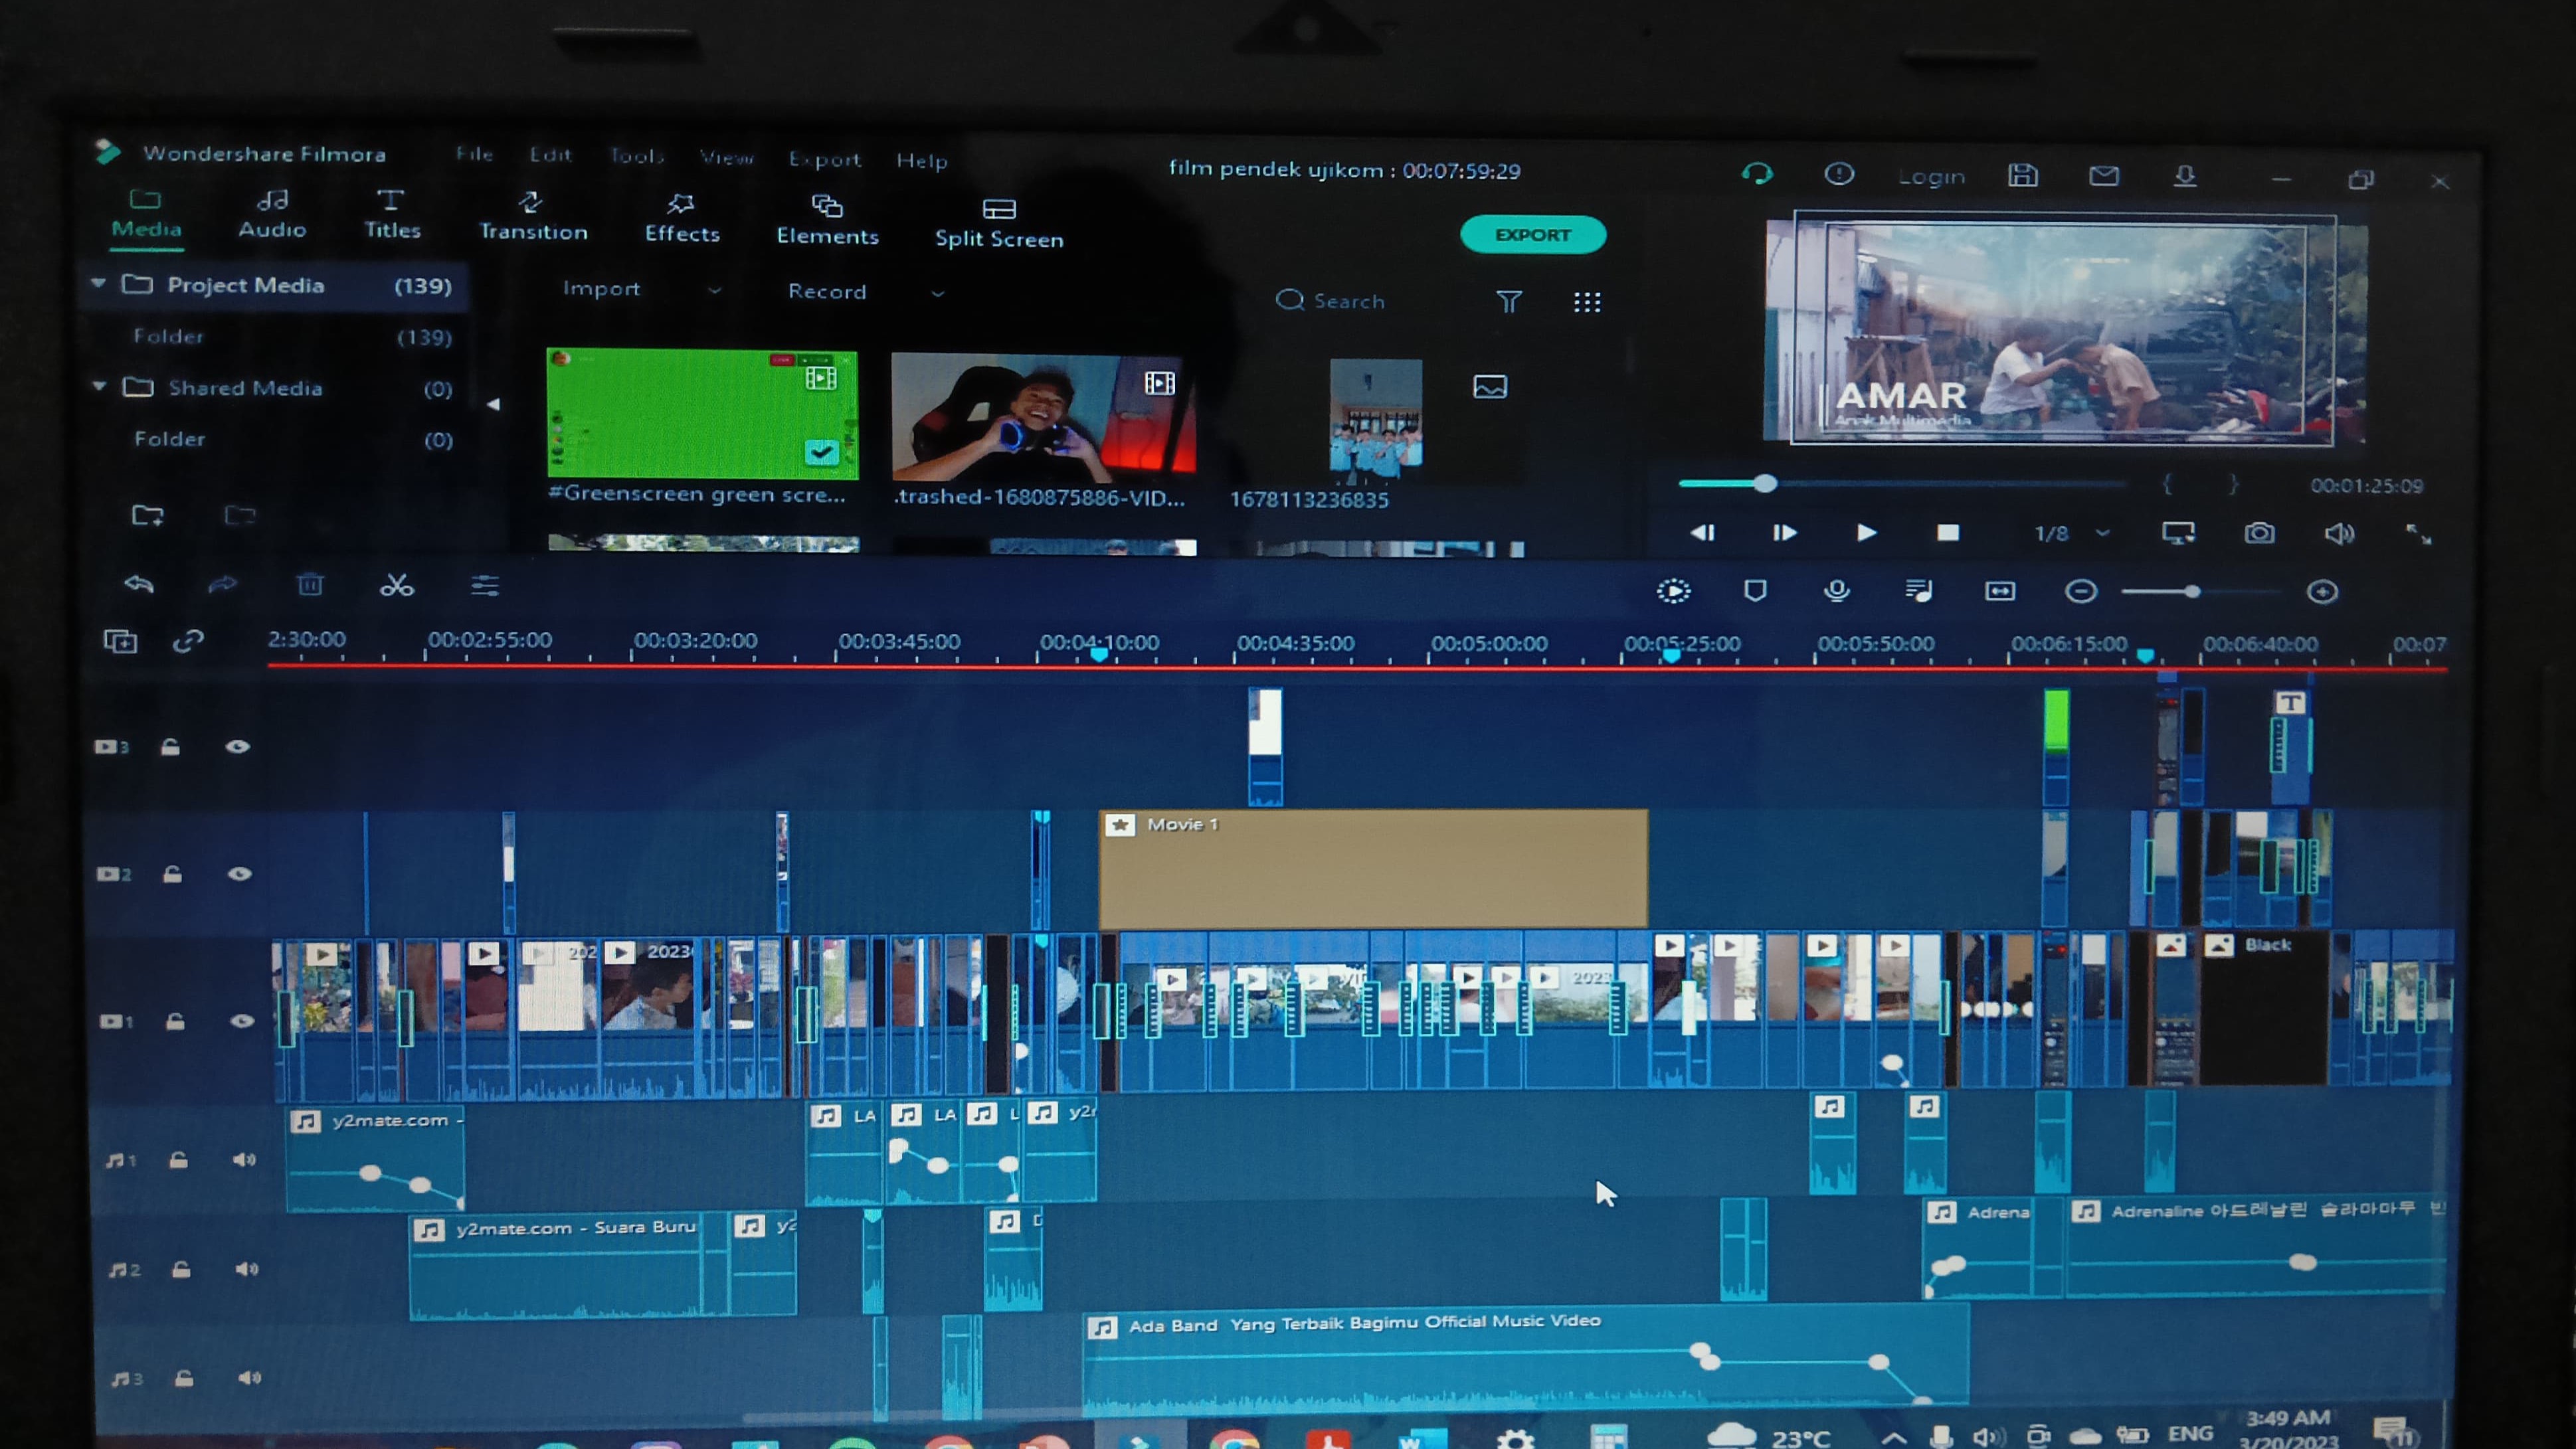 Wondershare Filmora File Edit Tools View Export Help film pendek ujikom : 00:07:59:29 Login
Media Audio Titles Transition Effects Elements Split Screen EXPORT
Project Media (139)
Folder (139)
Shared Media (0)
Folder (0)
Import Record Search
#Greenscreen green scre... .trashed-1680875886-VID... 1678113236835
AMAR
Anak Multimedia
00:01:25:09
1/8
2:30:00 00:02:55:00 00:03:20:00 00:03:45:00 00:04:10:00 00:04:35:00 00:05:00:00 00:05:25:00 00:05:50:00 00:06:15:00 00:06:40:00 00:07
3
T
2
Movie 1
1
202 2023 2023 Black
1
y2mate.com - LA LA L y2r
2
y2mate.com - Suara Buru y2 D Adrena Adrenaline 아드레날린 솔라마마무 빈
3
Ada Band Yang Terbaik Bagimu Official Music Video
23°C ENG 3:49 AM
3/20/2023 11